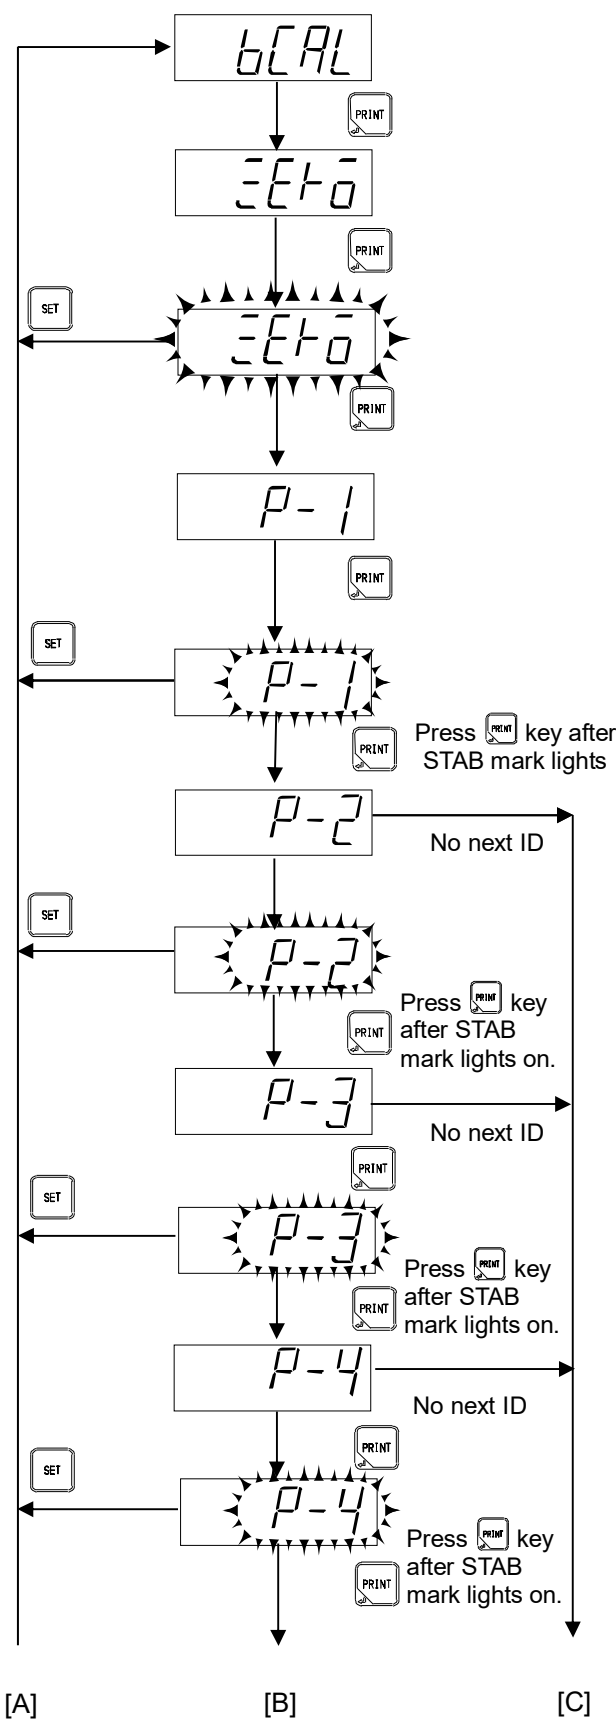 bCAL
PRINT
ZEro
PRINT
SET
ZEro
PRINT
P-1
PRINT
SET
P-1
PRINT
Press PRINT key after
STAB mark lights
P-2
No next ID
SET
P-2
PRINT
Press PRINT key
after STAB
mark lights on.
P-3
No next ID
PRINT
SET
P-3
PRINT
Press PRINT key
after STAB
mark lights on.
P-4
No next ID
PRINT
SET
P-4
PRINT
Press PRINT key
after STAB
mark lights on.
[A] [B] [C]